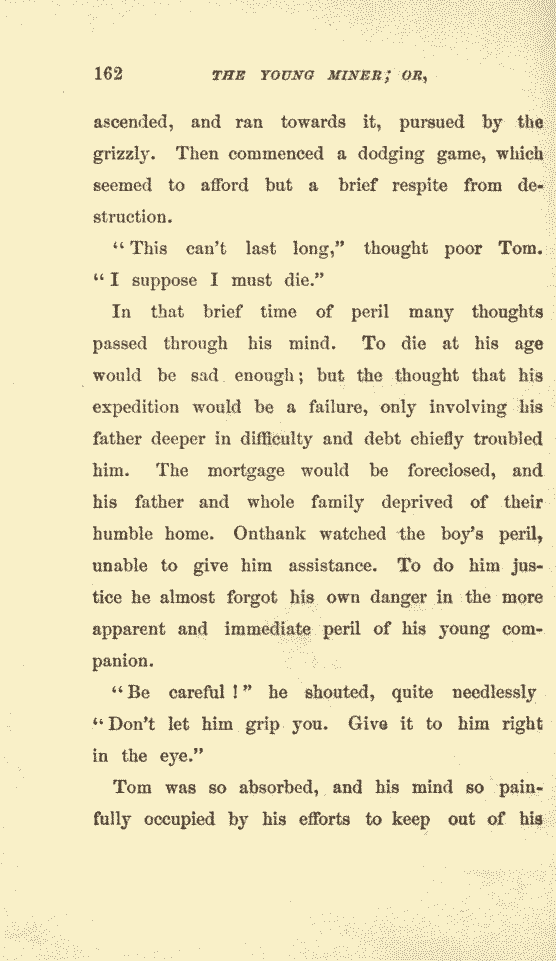 162 THE YOUNG MINER; OR,
ascended, and ran towards it, pursued by the
grizzly. Then commenced a dodging game, which
seemed to afford but a brief respite from de-
struction.
“This can't last long,” thought poor Tom.
“I suppose I must die.”
In that brief time of peril many thoughts
passed through his mind. To die at his age
would be sad enough; but the thought that his
expedition would be a failure, only involving his
father deeper in difficulty and debt chiefly troubled
him. The mortgage would be foreclosed, and
his father and whole family deprived of their
humble home. Onthank watched the boy's peril,
unable to give him assistance. To do him jus-
tice he almost forgot his own danger in the more
apparent and immediate peril of his young com-
panion.
“Be careful!” he shouted, quite needlessly
“Don't let him grip you. Give it to him right
in the eye.”
Tom was so absorbed, and his mind so pain-
fully occupied by his efforts to keep out of his